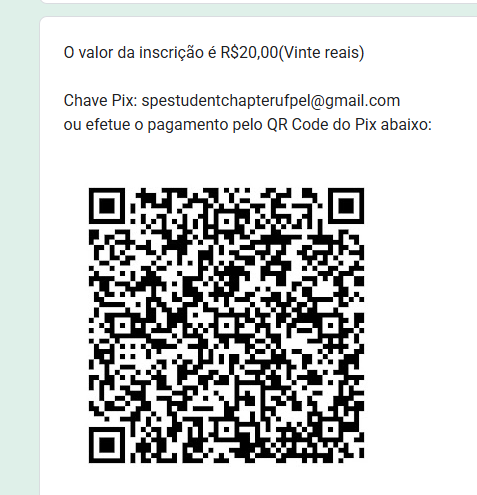 O valor da inscrição é R$20,00(Vinte reais)
Chave Pix: spestudentchapterufpel@gmail.com
ou efetue o pagamento pelo QR Code do Pix abaixo: